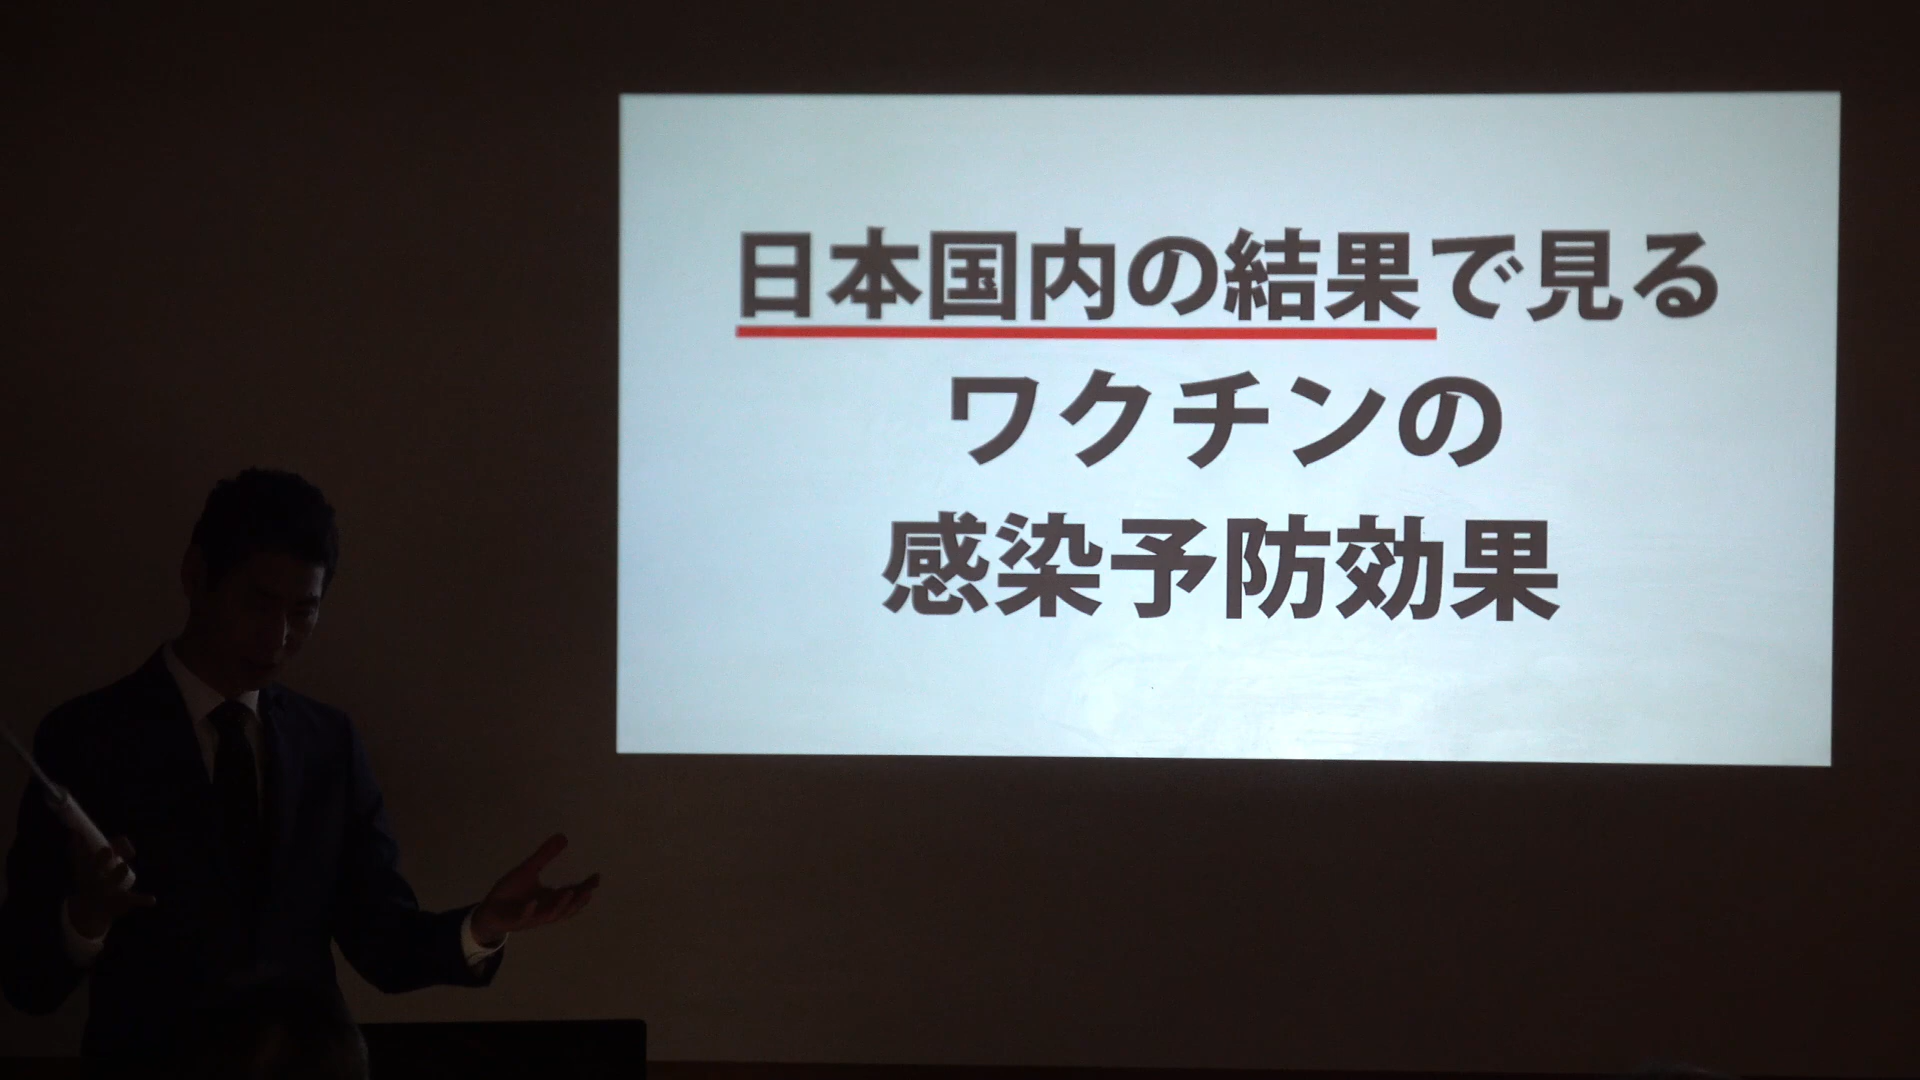 日本国内の結果で見る
ワクチンの
感染予防効果